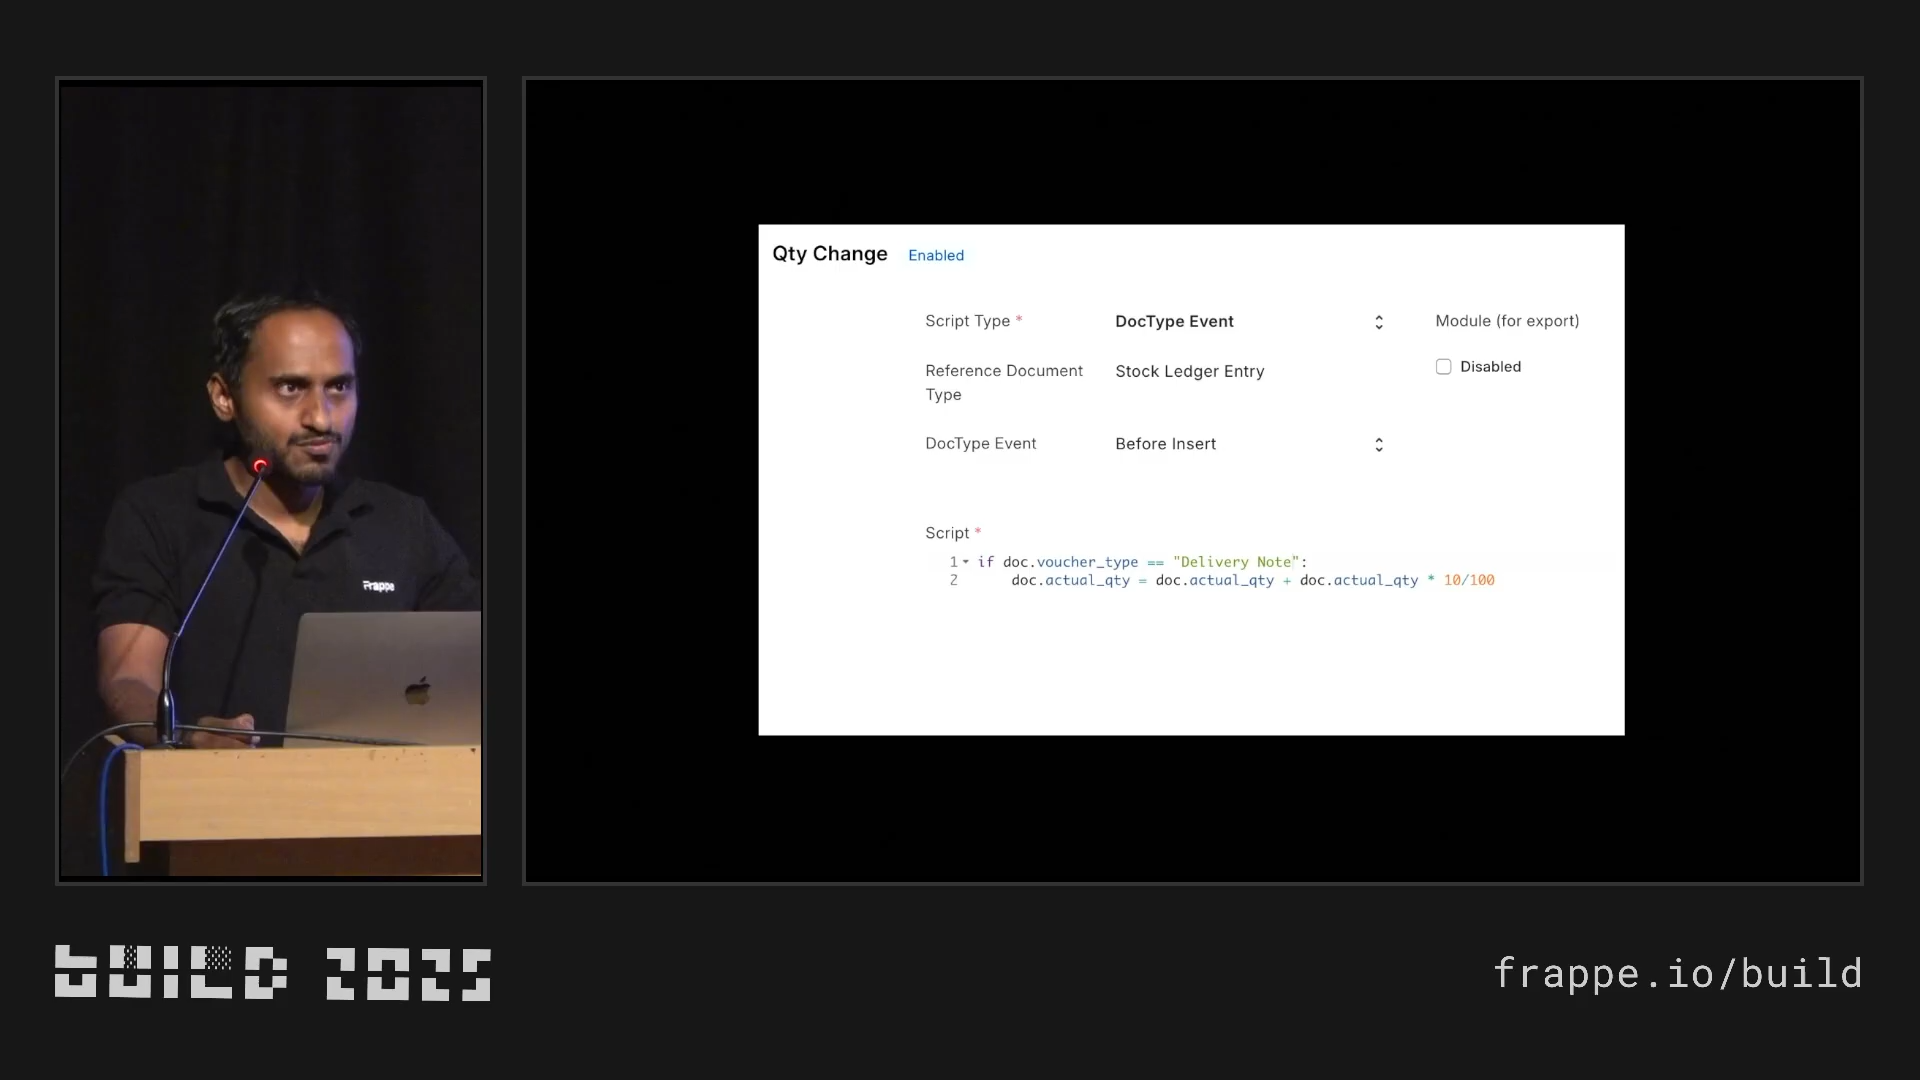 Frappe
Qty Change Enabled
Script Type * DocType Event Module (for export)
Disabled
Reference Document Type Stock Ledger Entry
DocType Event Before Insert
Script *
1 if doc.voucher_type == "Delivery Note":
2 doc.actual_qty = doc.actual_qty + doc.actual_qty * 10/100
BUILD 2025
frappe.io/build